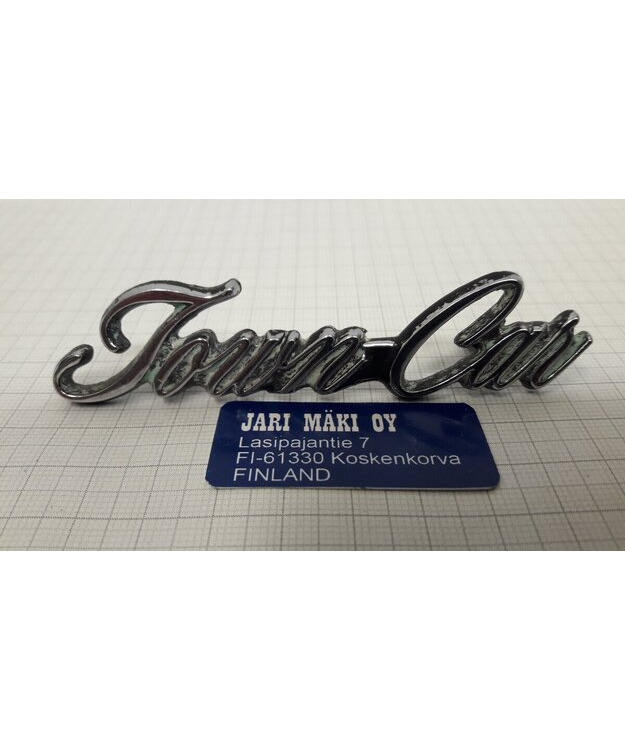 Town Car
JARI MÄKI OY
Lasipajantie 7
FI-61330 Koskenkorva
FINLAND